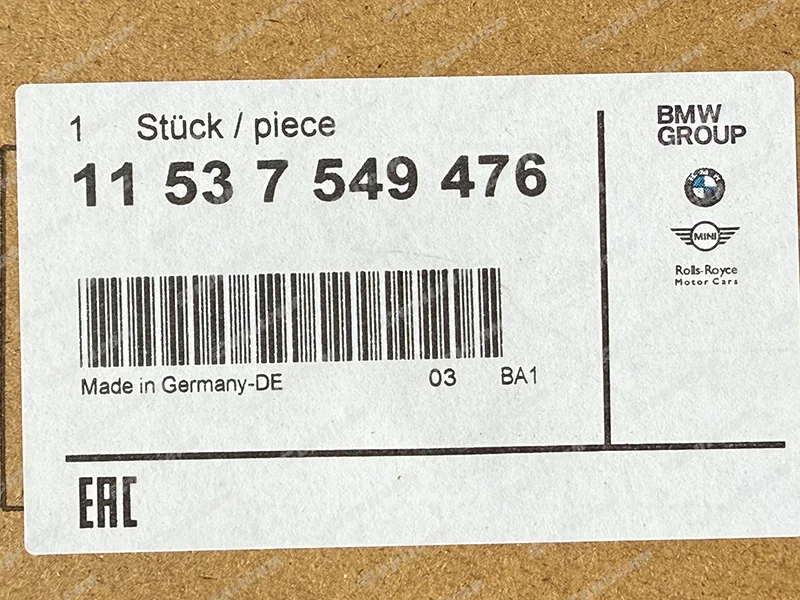 1 Stück / piece
11 53 7 549 476
Made in Germany-DE 03 BA1
EAC
BMW
GROUP
BMW
MINI
Rolls-Royce
Motor Cars